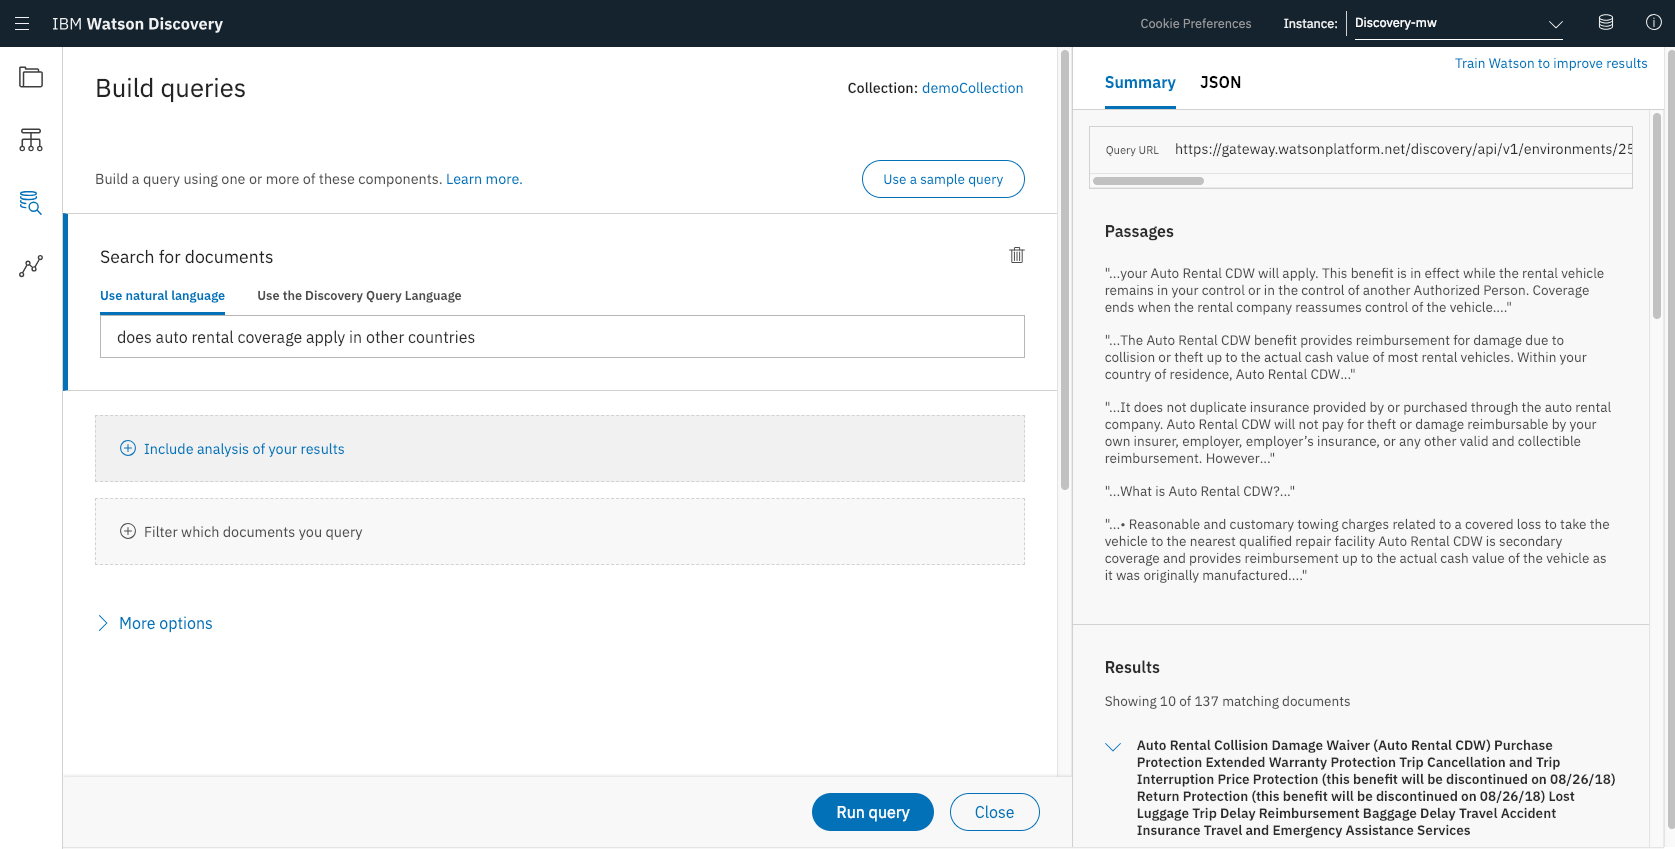 IBM Watson Discovery
Cookie Preferences
Instance:
Discovery-mw
Build queries
Collection: demoCollection
Build a query using one or more of these components. Learn more.
Use a sample query
Search for documents
Use natural language
Use the Discovery Query Language
does auto rental coverage apply in other countries
Include analysis of your results
Filter which documents you query
More options
Run query
Close
Train Watson to improve results
Summary
JSON
Query URL
https://gateway.watsonplatform.net/discovery/api/v1/environments/25
Passages
"...your Auto Rental CDW will apply. This benefit is in effect while the rental vehicle
remains in your control or in the control of another Authorized Person. Coverage
ends when the rental company reassumes control of the vehicle...."
"...The Auto Rental CDW benefit provides reimbursement for damage due to
collision or theft up to the actual cash value of most rental vehicles. Within your
country of residence, Auto Rental CDW..."
"...It does not duplicate insurance provided by or purchased through the auto rental
company. Auto Rental CDW will not pay for theft or damage reimbursable by your
own insurer, employer, employer’s insurance, or any other valid and collectible
reimbursement. However..."
"...What is Auto Rental CDW?..."
"...• Reasonable and customary towing charges related to a covered loss to take the
vehicle to the nearest qualified repair facility Auto Rental CDW is secondary
coverage and provides reimbursement up to the actual cash value of the vehicle as
it was originally manufactured...."
Results
Showing 10 of 137 matching documents
Auto Rental Collision Damage Waiver (Auto Rental CDW) Purchase
Protection Extended Warranty Protection Trip Cancellation and Trip
Interruption Price Protection (this benefit will be discontinued on 08/26/18)
Return Protection (this benefit will be discontinued on 08/26/18) Lost
Luggage Trip Delay Reimbursement Baggage Delay Travel Accident
Insurance Travel and Emergency Assistance Services